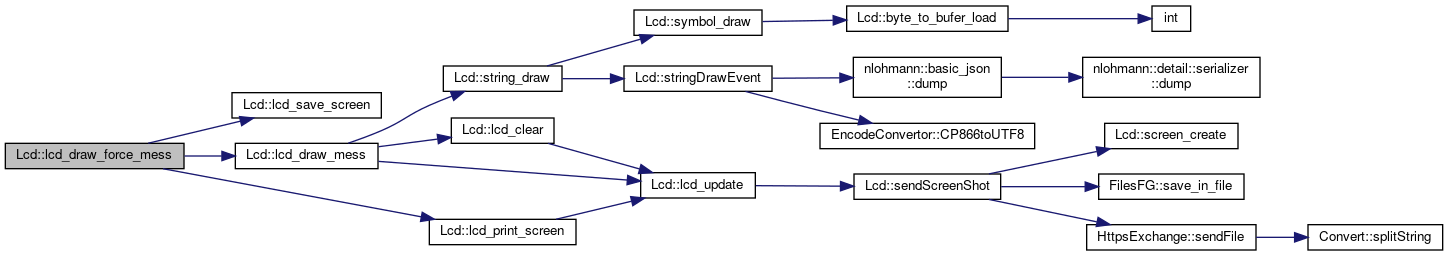 Lcd::lcd_draw_force_mess
Lcd::lcd_save_screen
Lcd::lcd_draw_mess
Lcd::lcd_print_screen
Lcd::string_draw
Lcd::lcd_clear
Lcd::lcd_update
Lcd::symbol_draw
Lcd::stringDrawEvent
Lcd::byte_to_bufer_load
int
nlohmann::basic_json
::dump
nlohmann::detail::serializer
::dump
EncodeConvertor::CP866toUTF8
Lcd::sendScreenShot
Lcd::screen_create
FilesFG::save_in_file
HttpsExchange::sendFile
Convert::splitString